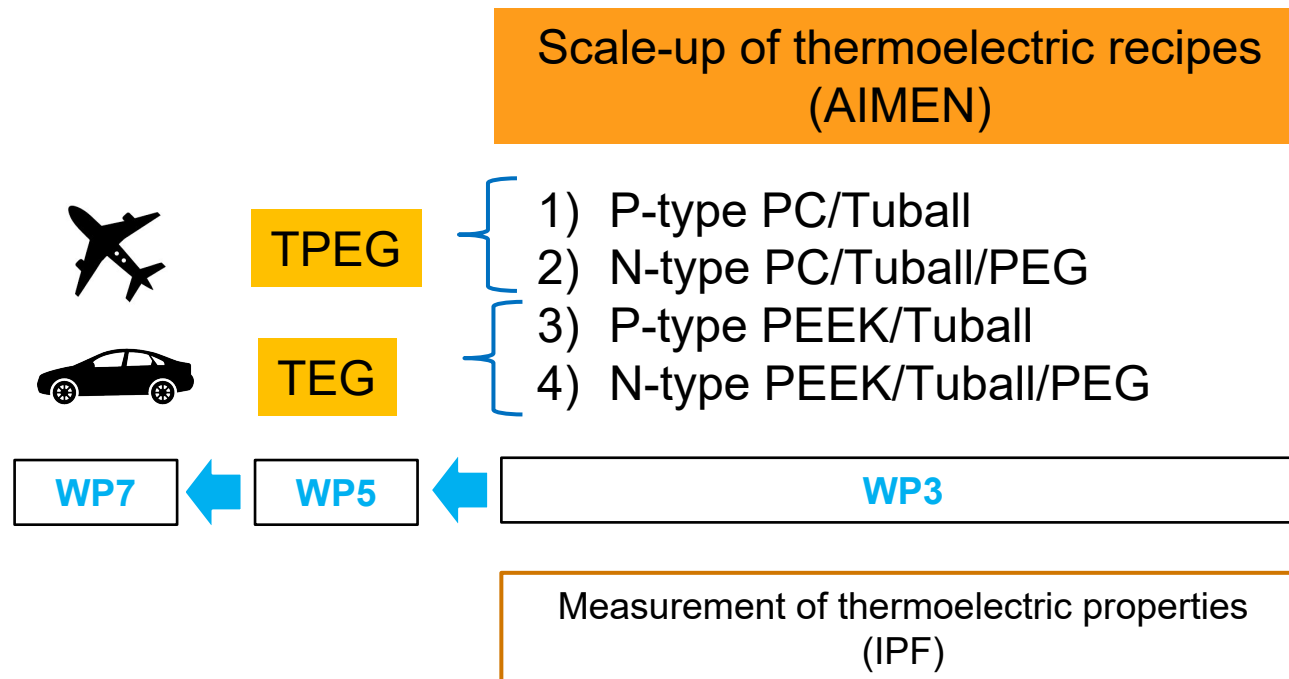 Scale-up of thermoelectric recipes
(AIMEN)
TPEG
1) P-type PC/Tuball
2) N-type PC/Tuball/PEG
TEG
3) P-type PEEK/Tuball
4) N-type PEEK/Tuball/PEG
WP7
WP5
WP3
Measurement of thermoelectric properties
(IPF)